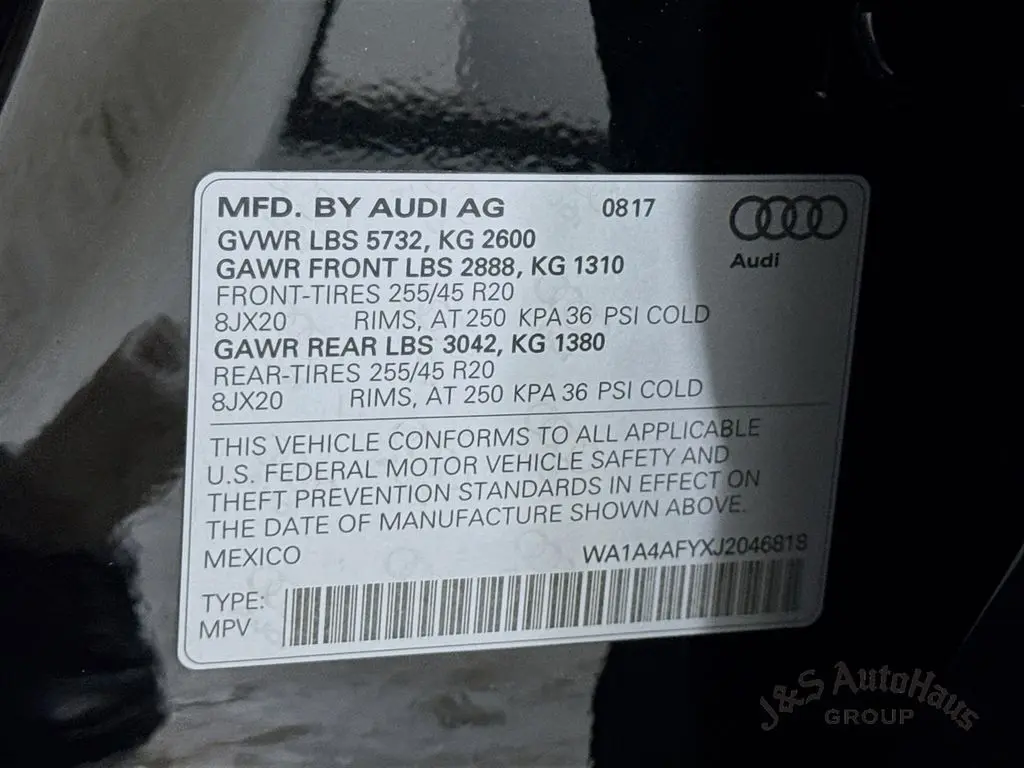 MFD. BY AUDI AG 0817
GVWR LBS 5732, KG 2600
Audi
GAWR FRONT LBS 2888, KG 1310
FRONT-TIRES 255/45 R20
8JX20 RIMS, AT 250 KPA 36 PSI COLD
GAWR REAR LBS 3042, KG 1380
REAR-TIRES 255/45 R20
8JX20 RIMS, AT 250 KPA 36 PSI COLD
THIS VEHICLE CONFORMS TO ALL APPLICABLE
U.S. FEDERAL MOTOR VEHICLE SAFETY AND
THEFT PREVENTION STANDARDS IN EFFECT ON
THE DATE OF MANUFACTURE SHOWN ABOVE.
MEXICO WA1A4AFYXJ2046818
TYPE:
MPV
J&S AutoHaus
GROUP